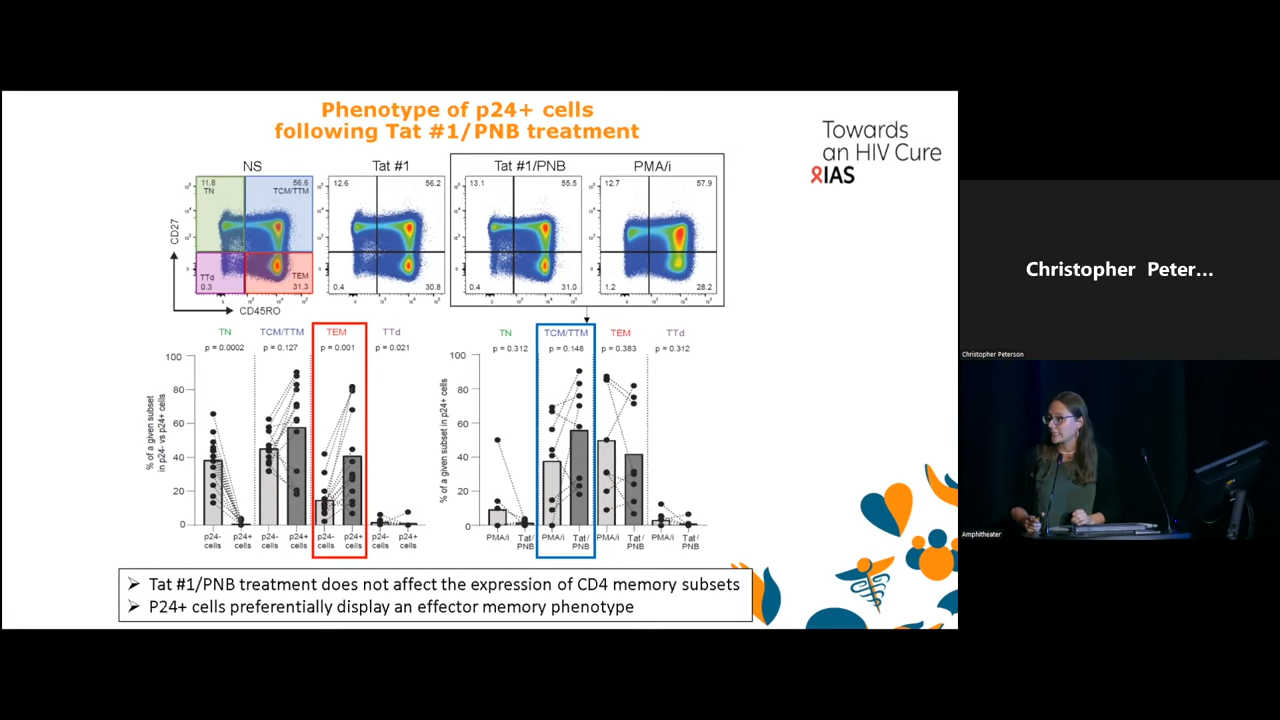 Phenotype of p24+ cells
following Tat #1/PNB treatment
Towards
an HIV Cure
IAS
NS
Tat #1
Tat #1/PNB
PMA/i
11.8
TN
56.6
TCM/TTM
TTd
0.3
TEM
31.3
12.6
56.2
0.4
30.8
13.1
55.5
0.4
31.0
12.7
57.9
1.2
28.2
CD27
CD45RO
TN
TCM/TTM
TEM
TTd
p = 0.0002
p = 0.127
p = 0.001
p = 0.021
% of a given subset
in p24- vs p24+ cells
100
80
60
40
20
0
p24- cells
p24+ cells
p24- cells
p24+ cells
p24- cells
p24+ cells
p24- cells
p24+ cells
TN
TCM/TTM
TEM
TTd
p = 0.312
p = 0.148
p = 0.383
p = 0.312
% of a given subset in p24+ cells
100
80
60
40
20
0
PMA/i
Tat/ PNB
PMA/i
Tat/ PNB
PMA/i
Tat/ PNB
PMA/i
Tat/ PNB
➢ Tat #1/PNB treatment does not affect the expression of CD4 memory subsets
➢ P24+ cells preferentially display an effector memory phenotype
Christopher Peter...
Christopher Peterson
Amphitheater